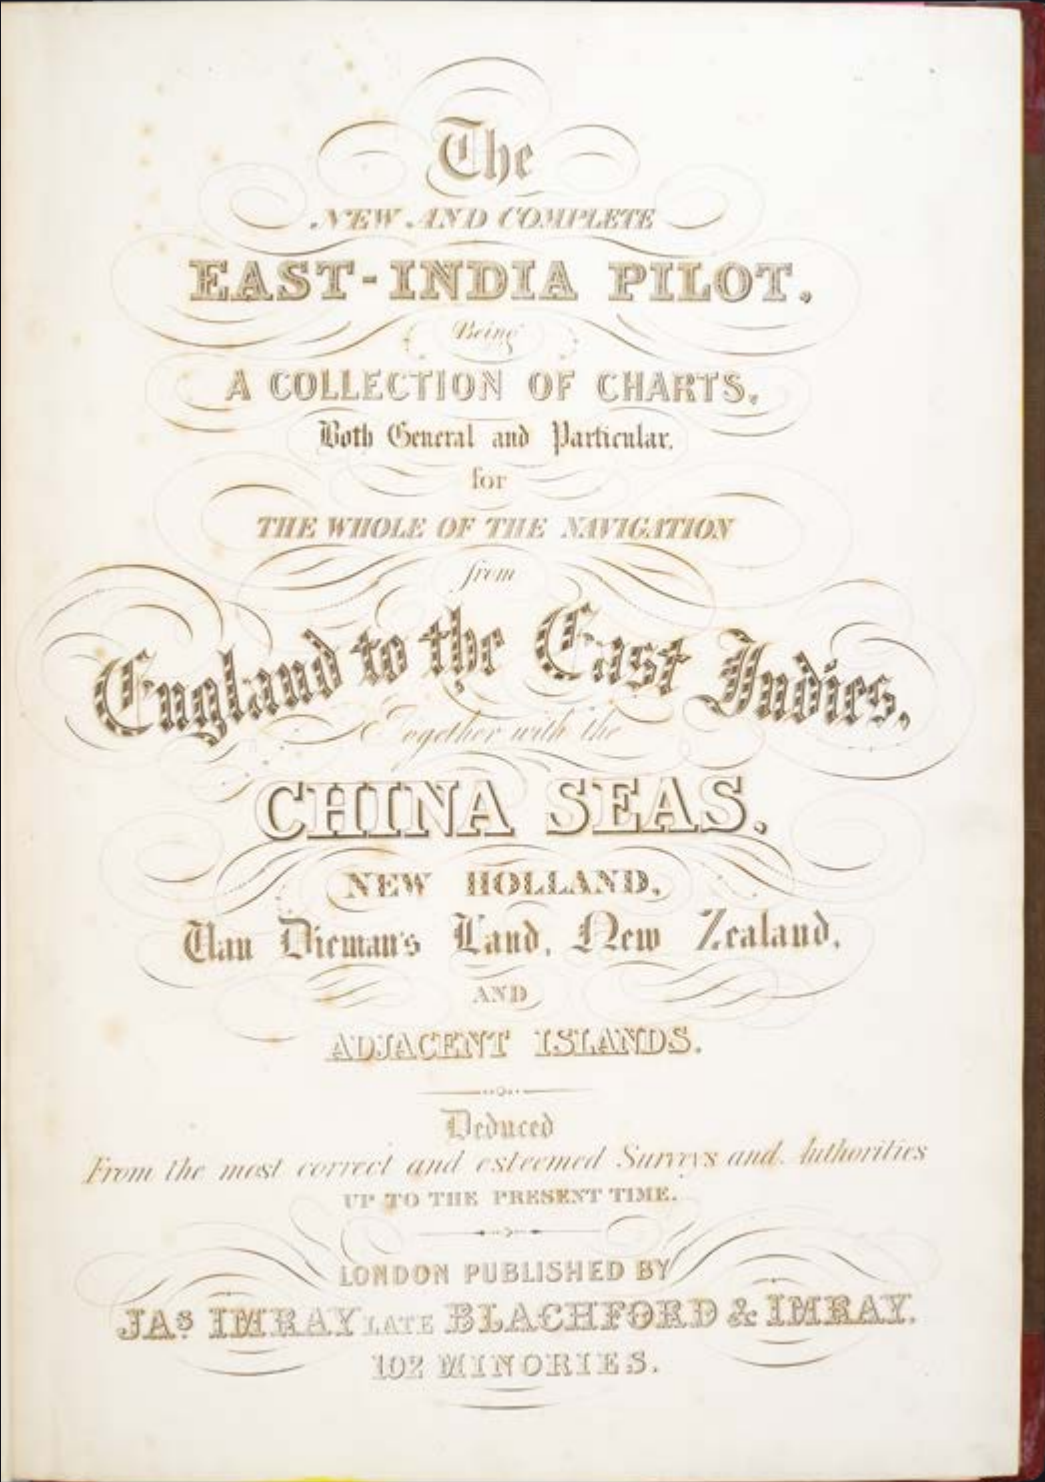 The
NEW AND COMPLETE
EAST-INDIA PILOT,
Being
A COLLECTION OF CHARTS,
Both General and Particular,
for
THE WHOLE OF THE NAVIGATION
from
England to the East Indies,
Together with the
CHINA SEAS,
NEW HOLLAND,
Van Dieman's Land, New Zealand,
AND
ADJACENT ISLANDS.
Deduced
From the most correct and esteemed Surveys and Authorities
UP TO THE PRESENT TIME.
LONDON PUBLISHED BY
JAS IMRAY LATE BLACHFORD & IMRAY,
102 MINORIES.